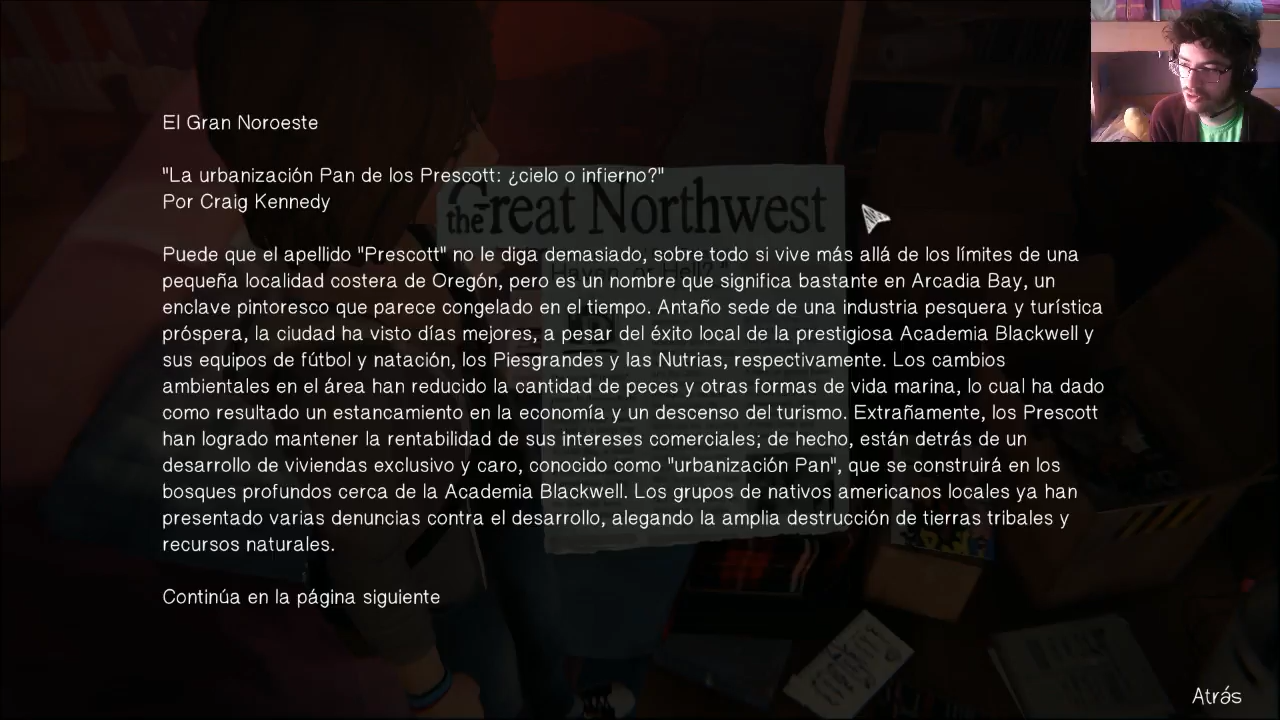 El Gran Noroeste
"La urbanización Pan de los Prescott: ¿cielo o infierno?"
Por Craig Kennedy
the Great Northwest
Haven, or Hell?"
Puede que el apellido "Prescott" no le diga demasiado, sobre todo si vive más allá de los límites de una
pequeña localidad costera de Oregón, pero es un nombre que significa bastante en Arcadia Bay, un
enclave pintoresco que parece congelado en el tiempo. Antaño sede de una industria pesquera y turística
próspera, la ciudad ha visto días mejores, a pesar del éxito local de la prestigiosa Academia Blackwell y
sus equipos de fútbol y natación, los Piesgrandes y las Nutrias, respectivamente. Los cambios
ambientales en el área han reducido la cantidad de peces y otras formas de vida marina, lo cual ha dado
como resultado un estancamiento en la economía y un descenso del turismo. Extrañamente, los Prescott
han logrado mantener la rentabilidad de sus intereses comerciales; de hecho, están detrás de un
desarrollo de viviendas exclusivo y caro, conocido como "urbanización Pan", que se construirá en los
bosques profundos cerca de la Academia Blackwell. Los grupos de nativos americanos locales ya han
presentado varias denuncias contra el desarrollo, alegando la amplia destrucción de tierras tribales y
recursos naturales.
Continúa en la página siguiente
Atrás